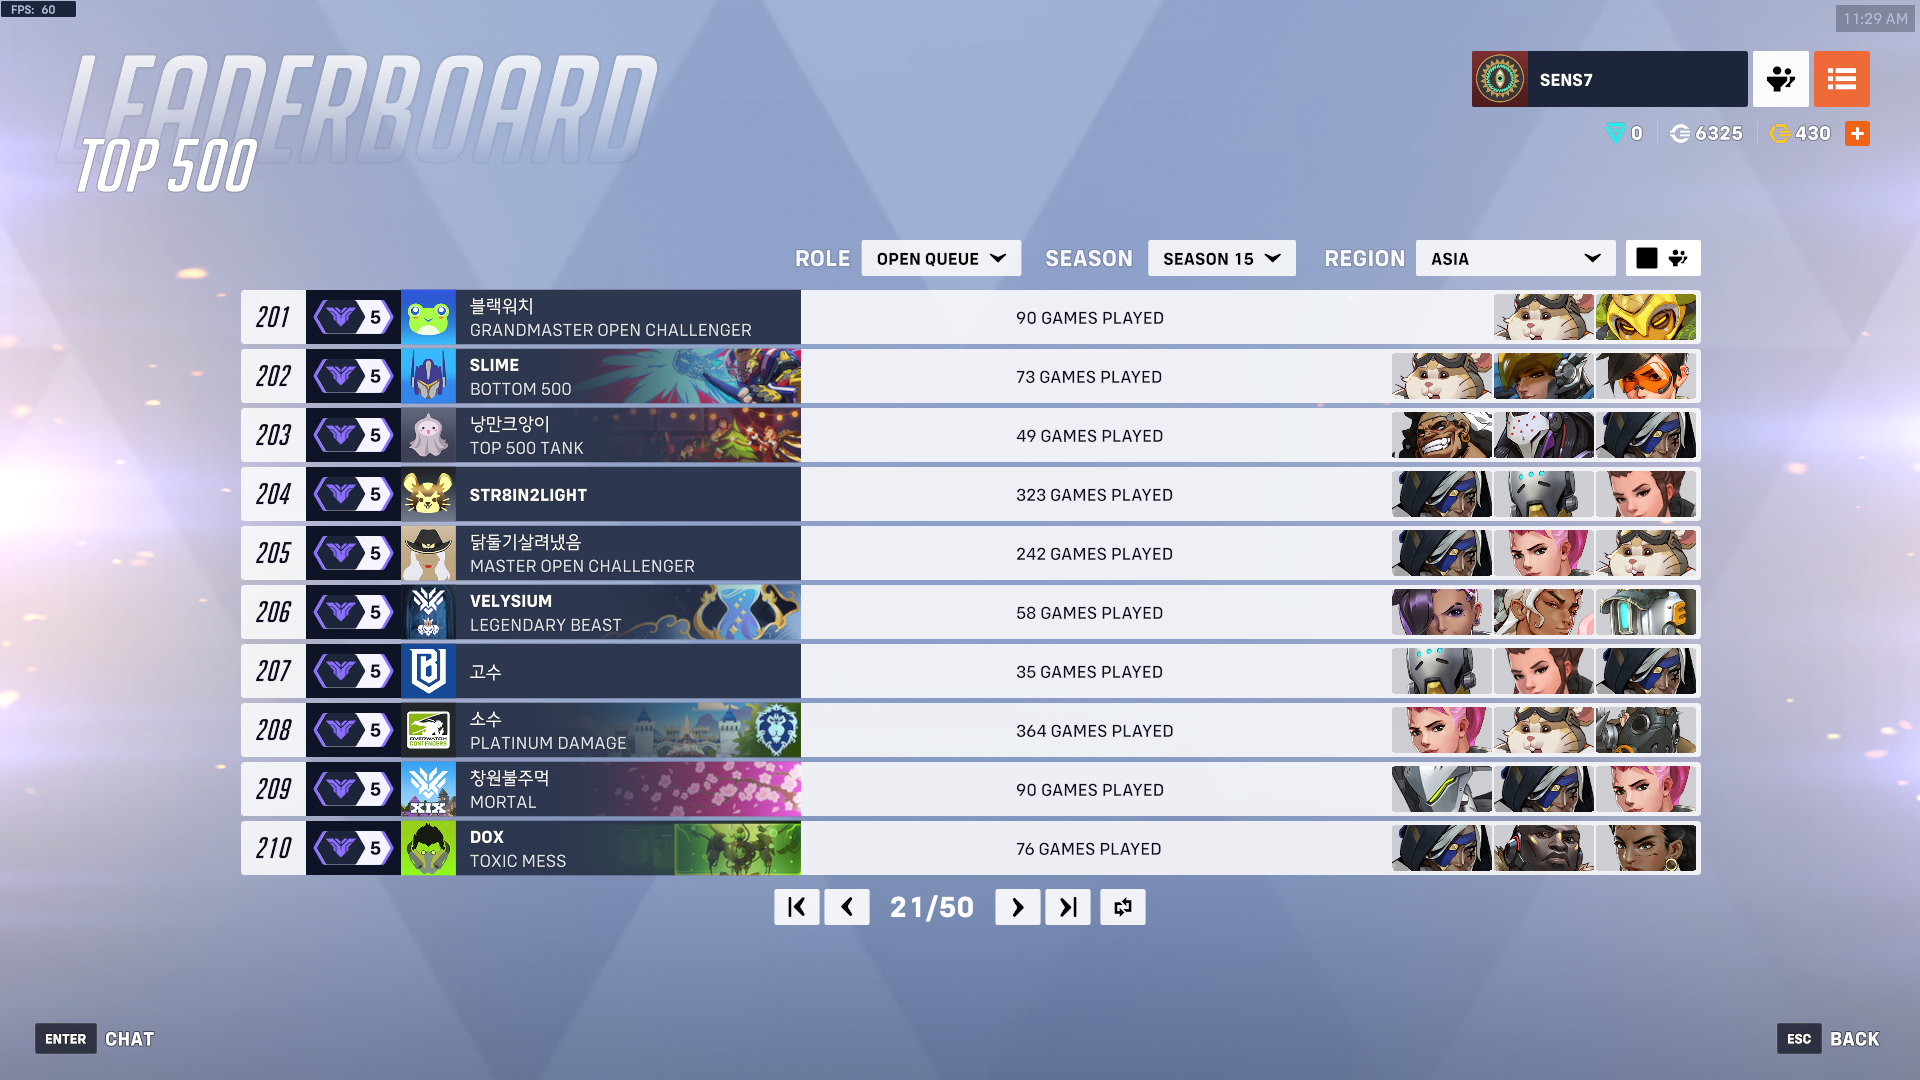 FPS: 60
11:29 AM
LEADERBOARD
TOP 500
SENS7
0 6325 430
ROLE OPEN QUEUE SEASON SEASON 15 REGION ASIA
201 5 블랙워치 90 GAMES PLAYED
GRANDMASTER OPEN CHALLENGER
202 5 SLIME 73 GAMES PLAYED
BOTTOM 500
203 5 낭만크앙이 49 GAMES PLAYED
TOP 500 TANK
204 5 STR8IN2LIGHT 323 GAMES PLAYED
205 5 닭둘기살려냈음 242 GAMES PLAYED
MASTER OPEN CHALLENGER
206 5 VELYSIUM 58 GAMES PLAYED
LEGENDARY BEAST
207 5 고수 35 GAMES PLAYED
208 5 OVERWATCH CONTENDERS 소수 364 GAMES PLAYED
PLATINUM DAMAGE
209 5 XIX 창원불주먹 90 GAMES PLAYED
MORTAL
210 5 DOX 76 GAMES PLAYED
TOXIC MESS
21/50
ENTER CHAT
ESC BACK